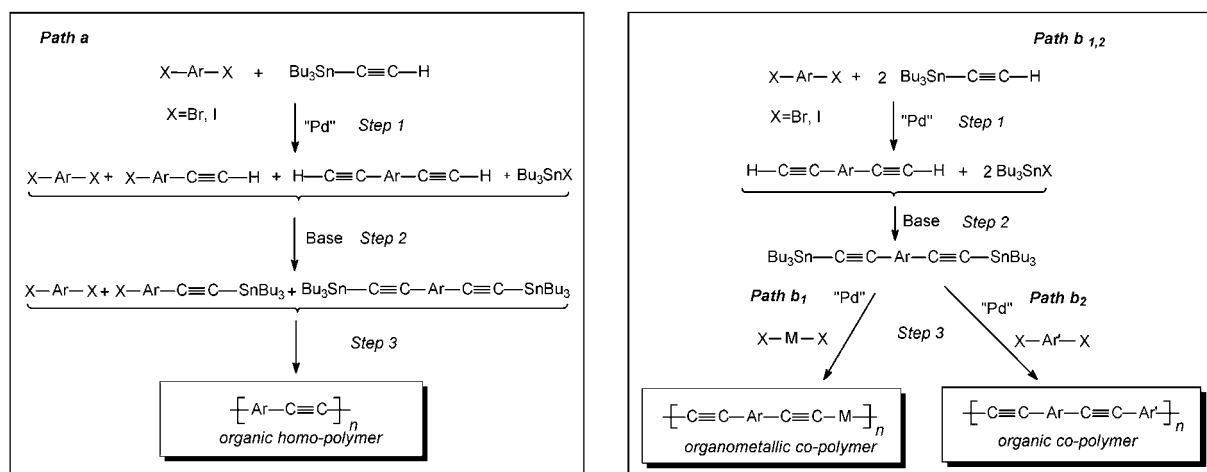 Path a
X—Ar—X + Bu₃Sn—C≡C—H
X=Br, I
"Pd" Step 1
X—Ar—X + X—Ar—C≡C—H + H—C≡C—Ar—C≡C—H + Bu₃SnX
Base Step 2
X—Ar—X + X—Ar—C≡C—SnBu₃ + Bu₃Sn—C≡C—Ar—C≡C—SnBu₃
Step 3
[Ar—C≡C]n
organic homo-polymer
Path b 1,2
X—Ar—X + 2 Bu₃Sn—C≡C—H
X=Br, I
"Pd" Step 1
H—C≡C—Ar—C≡C—H + 2 Bu₃SnX
Base Step 2
Bu₃Sn—C≡C—Ar—C≡C—SnBu₃
Path b₁ "Pd" "Pd" Path b₂
X—M—X Step 3 X—Ar'—X
[C≡C—Ar—C≡C—M]n
organometallic co-polymer
[C≡C—Ar—C≡C—Ar']n
organic co-polymer